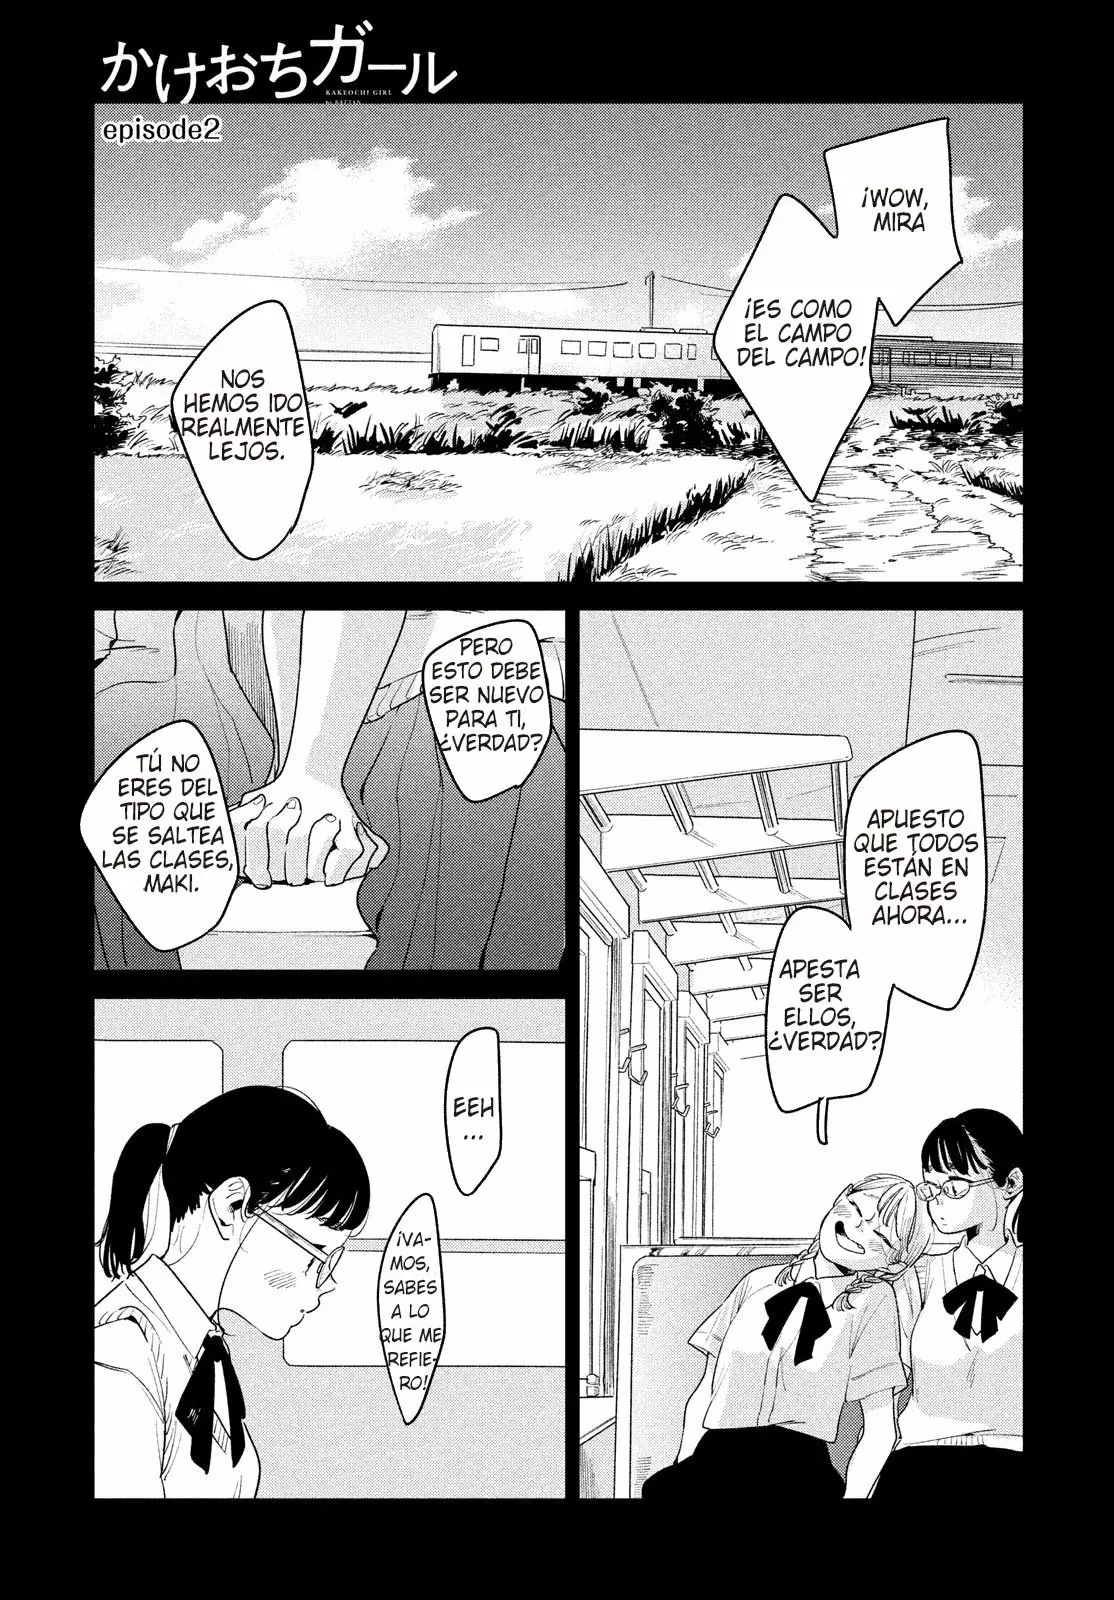 かけおちガール
KAKEOCHI GIRL
by BATTAN
episode2
¡WOW,
MIRA
¡ES COMO
EL CAMPO
DEL CAMPO!
NOS
HEMOS IDO
REALMENTE
LEJOS.
APUESTO
QUE TODOS
ESTÁN EN
CLASES
AHORA...
APESTA
SER
ELLOS,
¿VERDAD?
PERO
ESTO DEBE
SER NUEVO
PARA TI,
¿VERDAD?
TÚ NO
ERES DEL
TIPO QUE
SE SALTEA
LAS CLASES,
MAKI.
EEH
...
¡VA-
MOS,
SABES
A LO
QUE ME
REFIE-
RO!